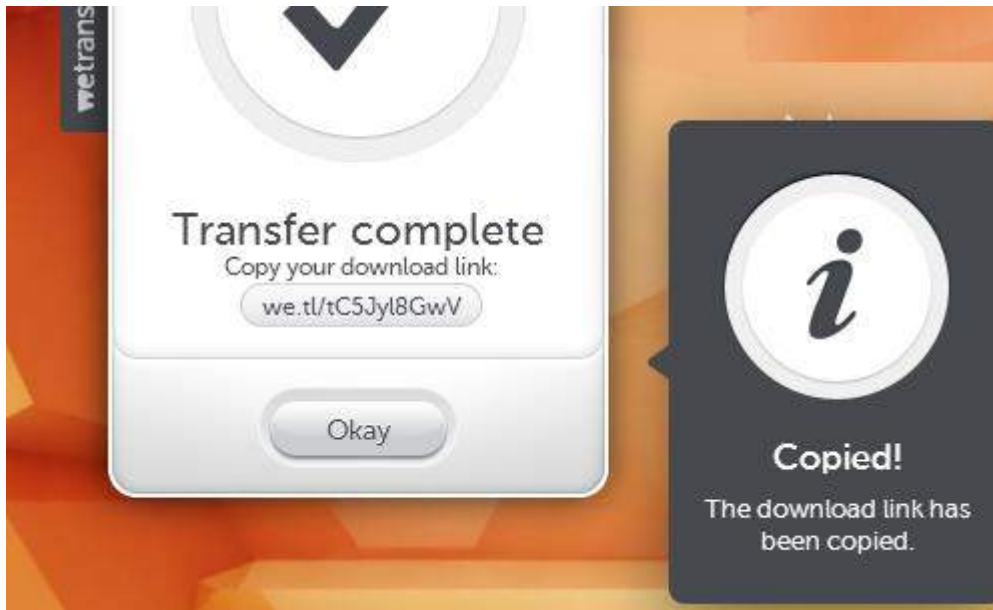 wetrans
Transfer complete
Copy your download link:
we.tl/tC5Jyl8GwV
Okay
Copied!
The download link has
been copied.